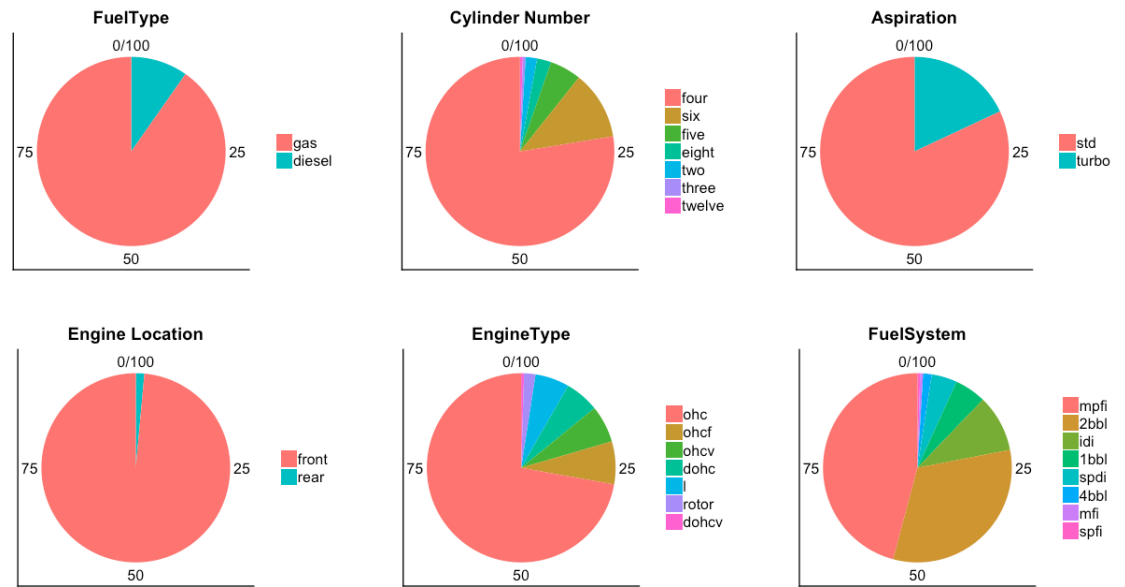 FuelType
0/100
75
25
50
gas
diesel
Cylinder Number
0/100
75
25
50
four
six
five
eight
two
three
twelve
Aspiration
0/100
75
25
50
std
turbo
Engine Location
0/100
75
25
50
front
rear
EngineType
0/100
75
25
50
ohc
ohcf
ohcv
dohc
l
rotor
dohcv
FuelSystem
0/100
75
25
50
mpfi
2bbl
idi
1bbl
spdi
4bbl
mfi
spfi